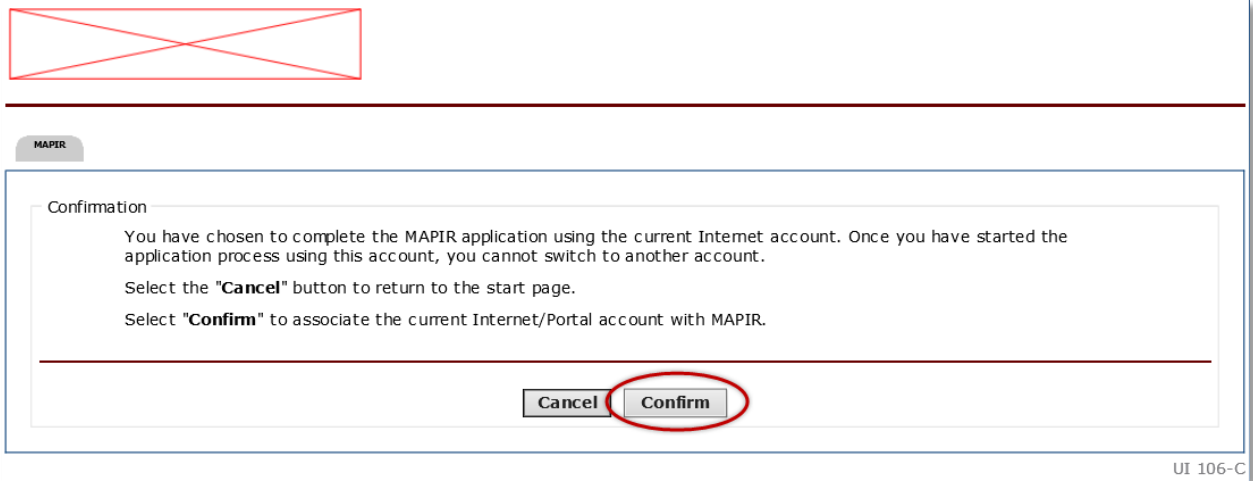 MAPIR
Confirmation
You have chosen to complete the MAPIR application using the current Internet account. Once you have started the
application process using this account, you cannot switch to another account.
Select the "Cancel" button to return to the start page.
Select "Confirm" to associate the current Internet/Portal account with MAPIR.
Cancel Confirm
UI 106-C